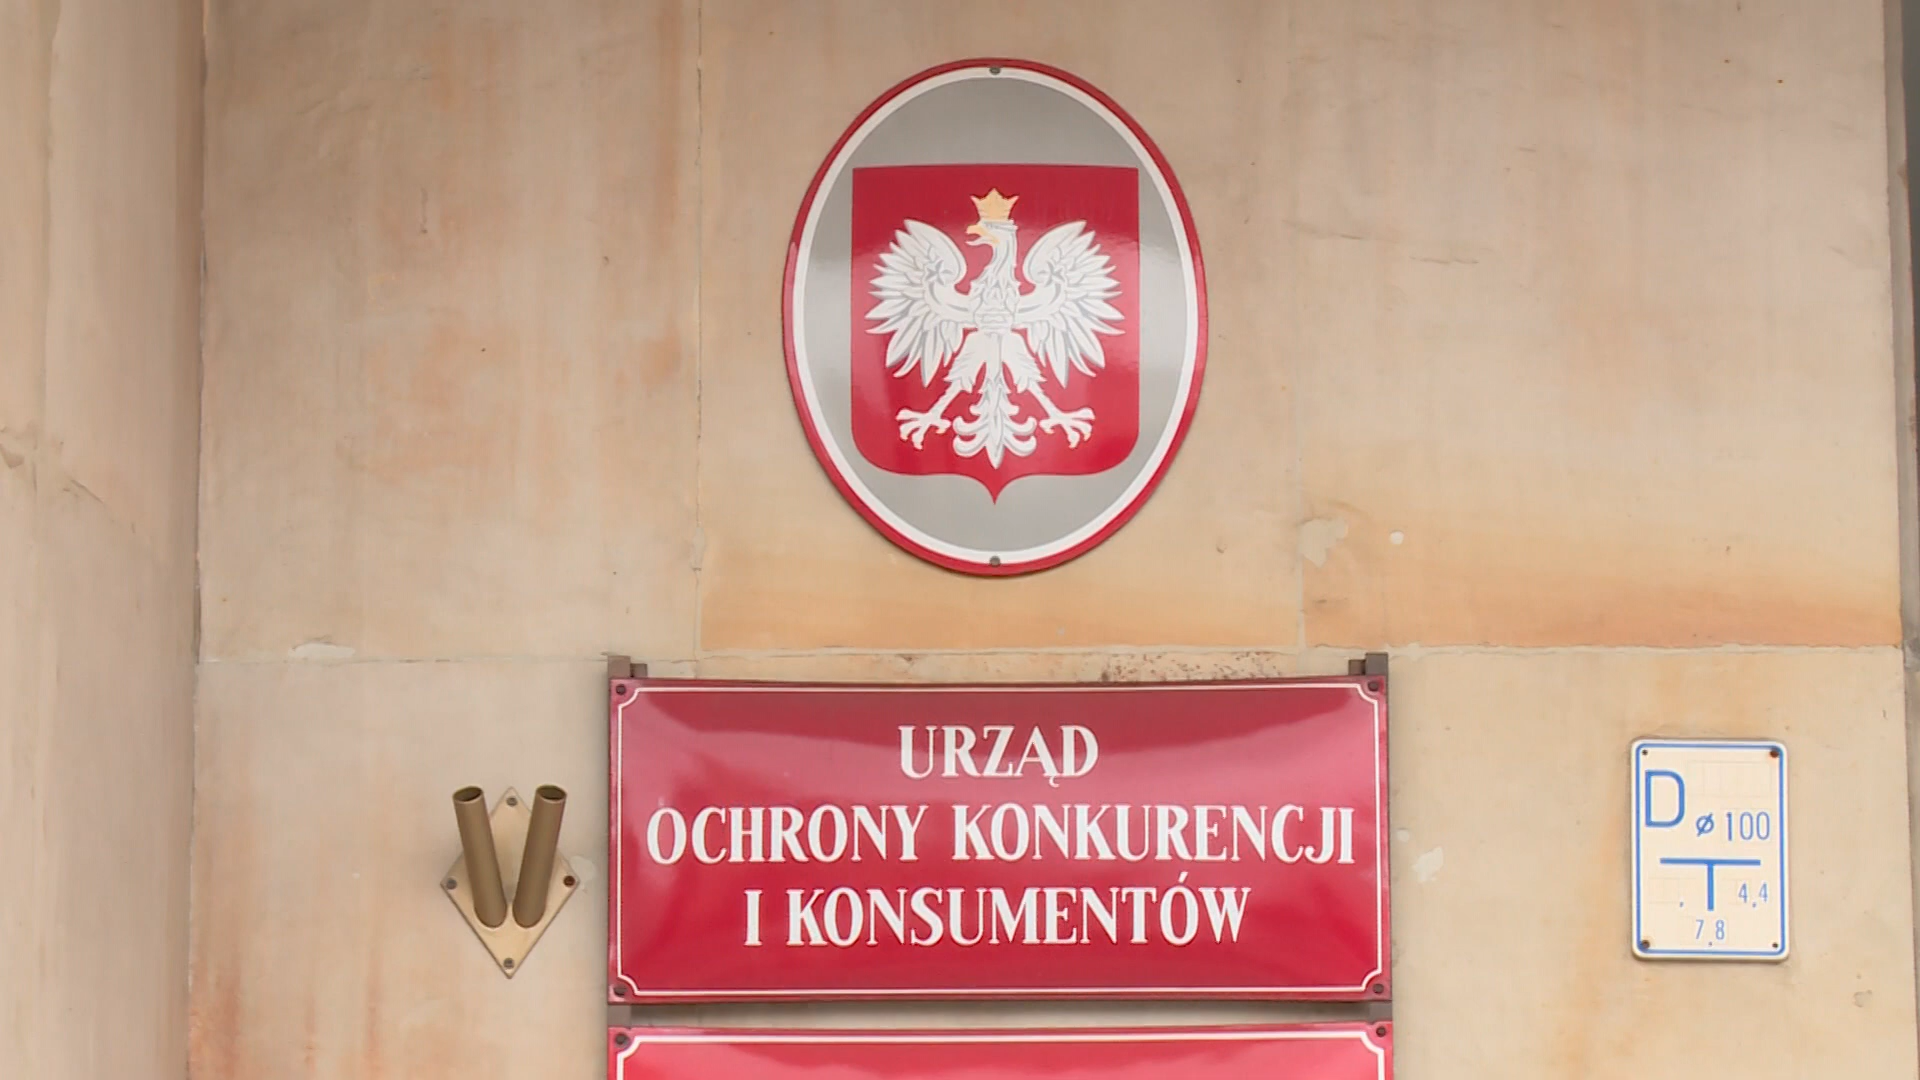 URZĄD
OCHRONY KONKURENCJI
I KONSUMENTÓW
D ø 100
4,4
7,8